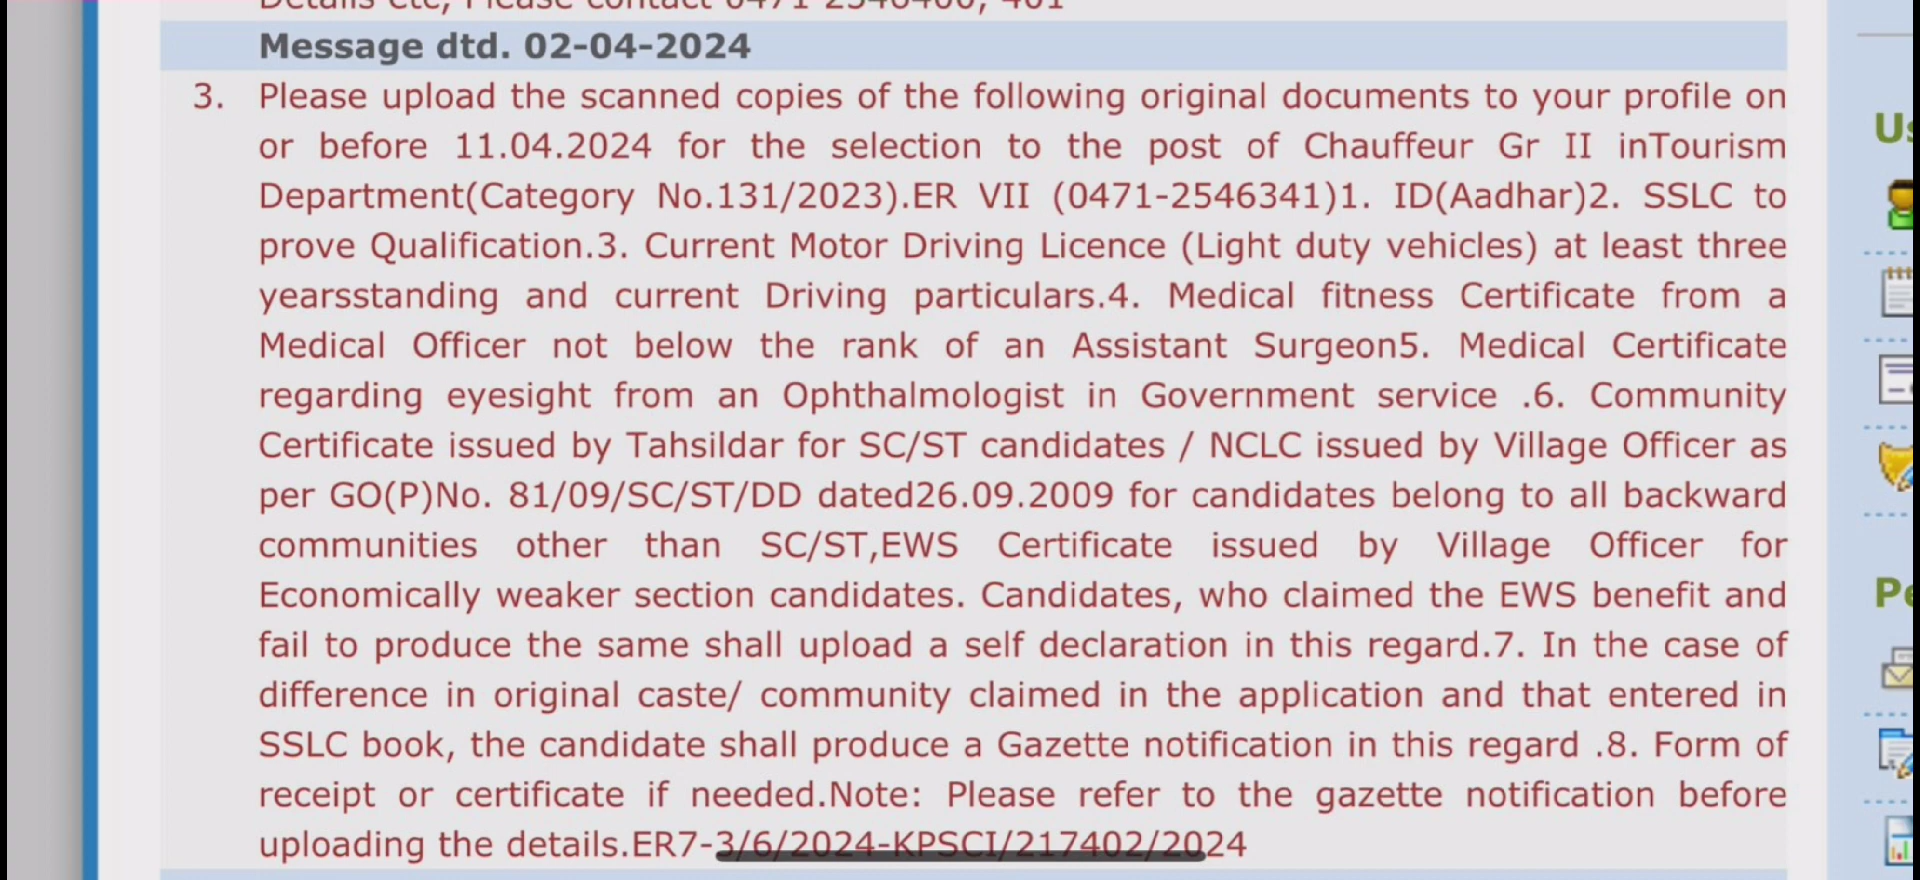 Message dtd. 02-04-2024
3. Please upload the scanned copies of the following original documents to your profile on
or before 11.04.2024 for the selection to the post of Chauffeur Gr II inTourism
Department(Category No.131/2023).ER VII (0471-2546341)1. ID(Aadhar)2. SSLC to
prove Qualification.3. Current Motor Driving Licence (Light duty vehicles) at least three
yearsstanding and current Driving particulars.4. Medical fitness Certificate from a
Medical Officer not below the rank of an Assistant Surgeon5. Medical Certificate
regarding eyesight from an Ophthalmologist in Government service .6. Community
Certificate issued by Tahsildar for SC/ST candidates / NCLC issued by Village Officer as
per GO(P)No. 81/09/SC/ST/DD dated26.09.2009 for candidates belong to all backward
communities other than SC/ST,EWS Certificate issued by Village Officer for
Economically weaker section candidates. Candidates, who claimed the EWS benefit and
fail to produce the same shall upload a self declaration in this regard.7. In the case of
difference in original caste/ community claimed in the application and that entered in
SSLC book, the candidate shall produce a Gazette notification in this regard .8. Form of
receipt or certificate if needed.Note: Please refer to the gazette notification before
uploading the details.ER7-3/6/2024-KPSCI/217402/2024